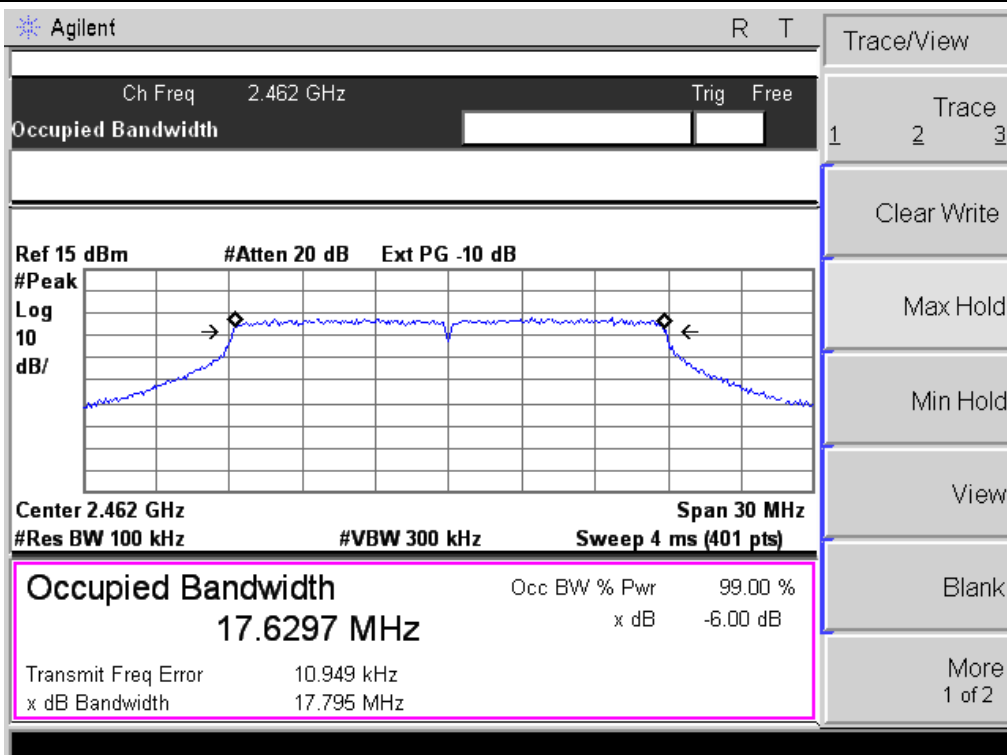 Agilent R T
Ch Freq 2.462 GHz Trig Free
Occupied Bandwidth
Ref 15 dBm #Atten 20 dB Ext PG -10 dB
#Peak
Log
10
dB/
Center 2.462 GHz Span 30 MHz
#Res BW 100 kHz #VBW 300 kHz Sweep 4 ms (401 pts)
Occupied Bandwidth
17.6297 MHz
Occ BW % Pwr 99.00 %
x dB -6.00 dB
Transmit Freq Error 10.949 kHz
x dB Bandwidth 17.795 MHz
Trace/View
Trace
1 2 3
Clear Write
Max Hold
Min Hold
View
Blank
More
1 of 2